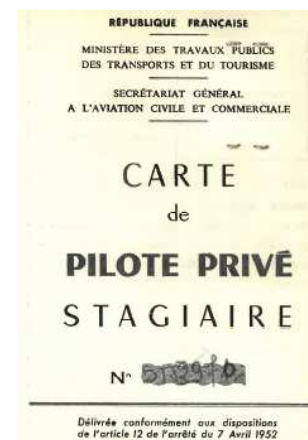 RÉPUBLIQUE FRANÇAISE
MINISTÈRE DES TRAVAUX PUBLICS
DES TRANSPORTS ET DU TOURISME
SECRÉTARIAT GÉNÉRAL
A L'AVIATION CIVILE ET COMMERCIALE
CARTE
de
PILOTE PRIVÉ
STAGIAIRE
N°
Délivrée conformément aux dispositions
de l'article 12 de l'arrêté du 7 Avril 1952